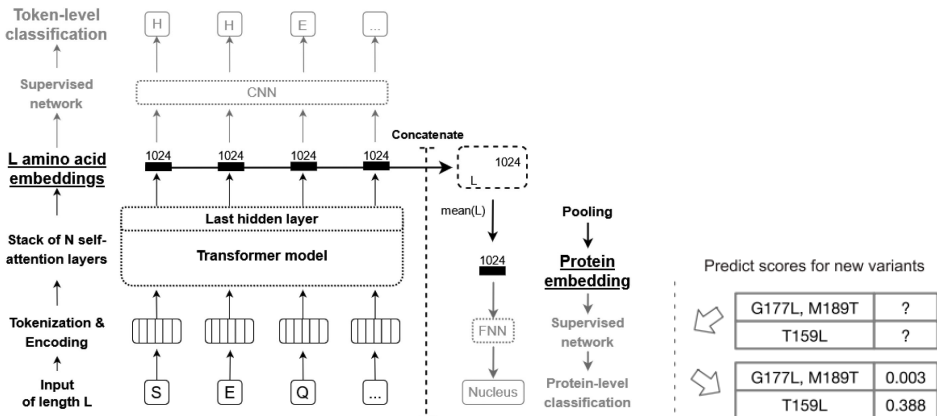 Token-level
classification
Supervised
network
L amino acid
embeddings
Stack of N self-
attention layers
Tokenization &
Encoding
Input
of length L
H H E ...
CNN
1024 1024 1024 1024
Last hidden layer
Transformer model
S E Q ...
Concatenate
1024
L
mean(L)
1024
FNN
Nucleus
Pooling
Protein
embedding
Supervised
network
Protein-level
classification
Predict scores for new variants
G177L, M189T ?
T159L ?
G177L, M189T 0.003
T159L 0.388